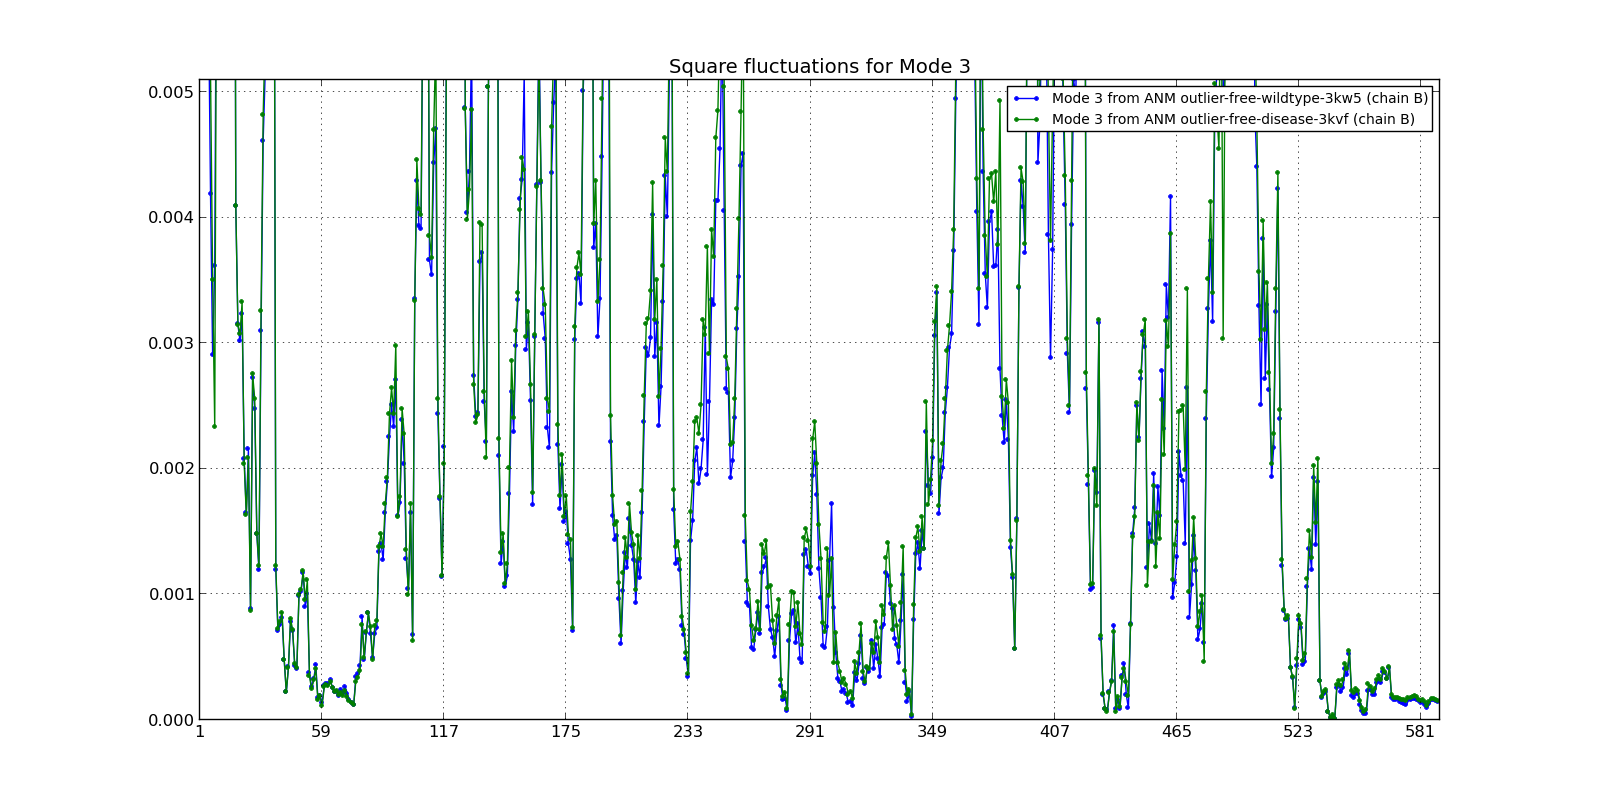 Square fluctuations for Mode 3
0.005
Mode 3 from ANM outlier-free-wildtype-3kw5 (chain B)
Mode 3 from ANM outlier-free-disease-3kvf (chain B)
0.004
0.003
0.002
0.001
0.000
1 59 117 175 233 291 349 407 465 523 581